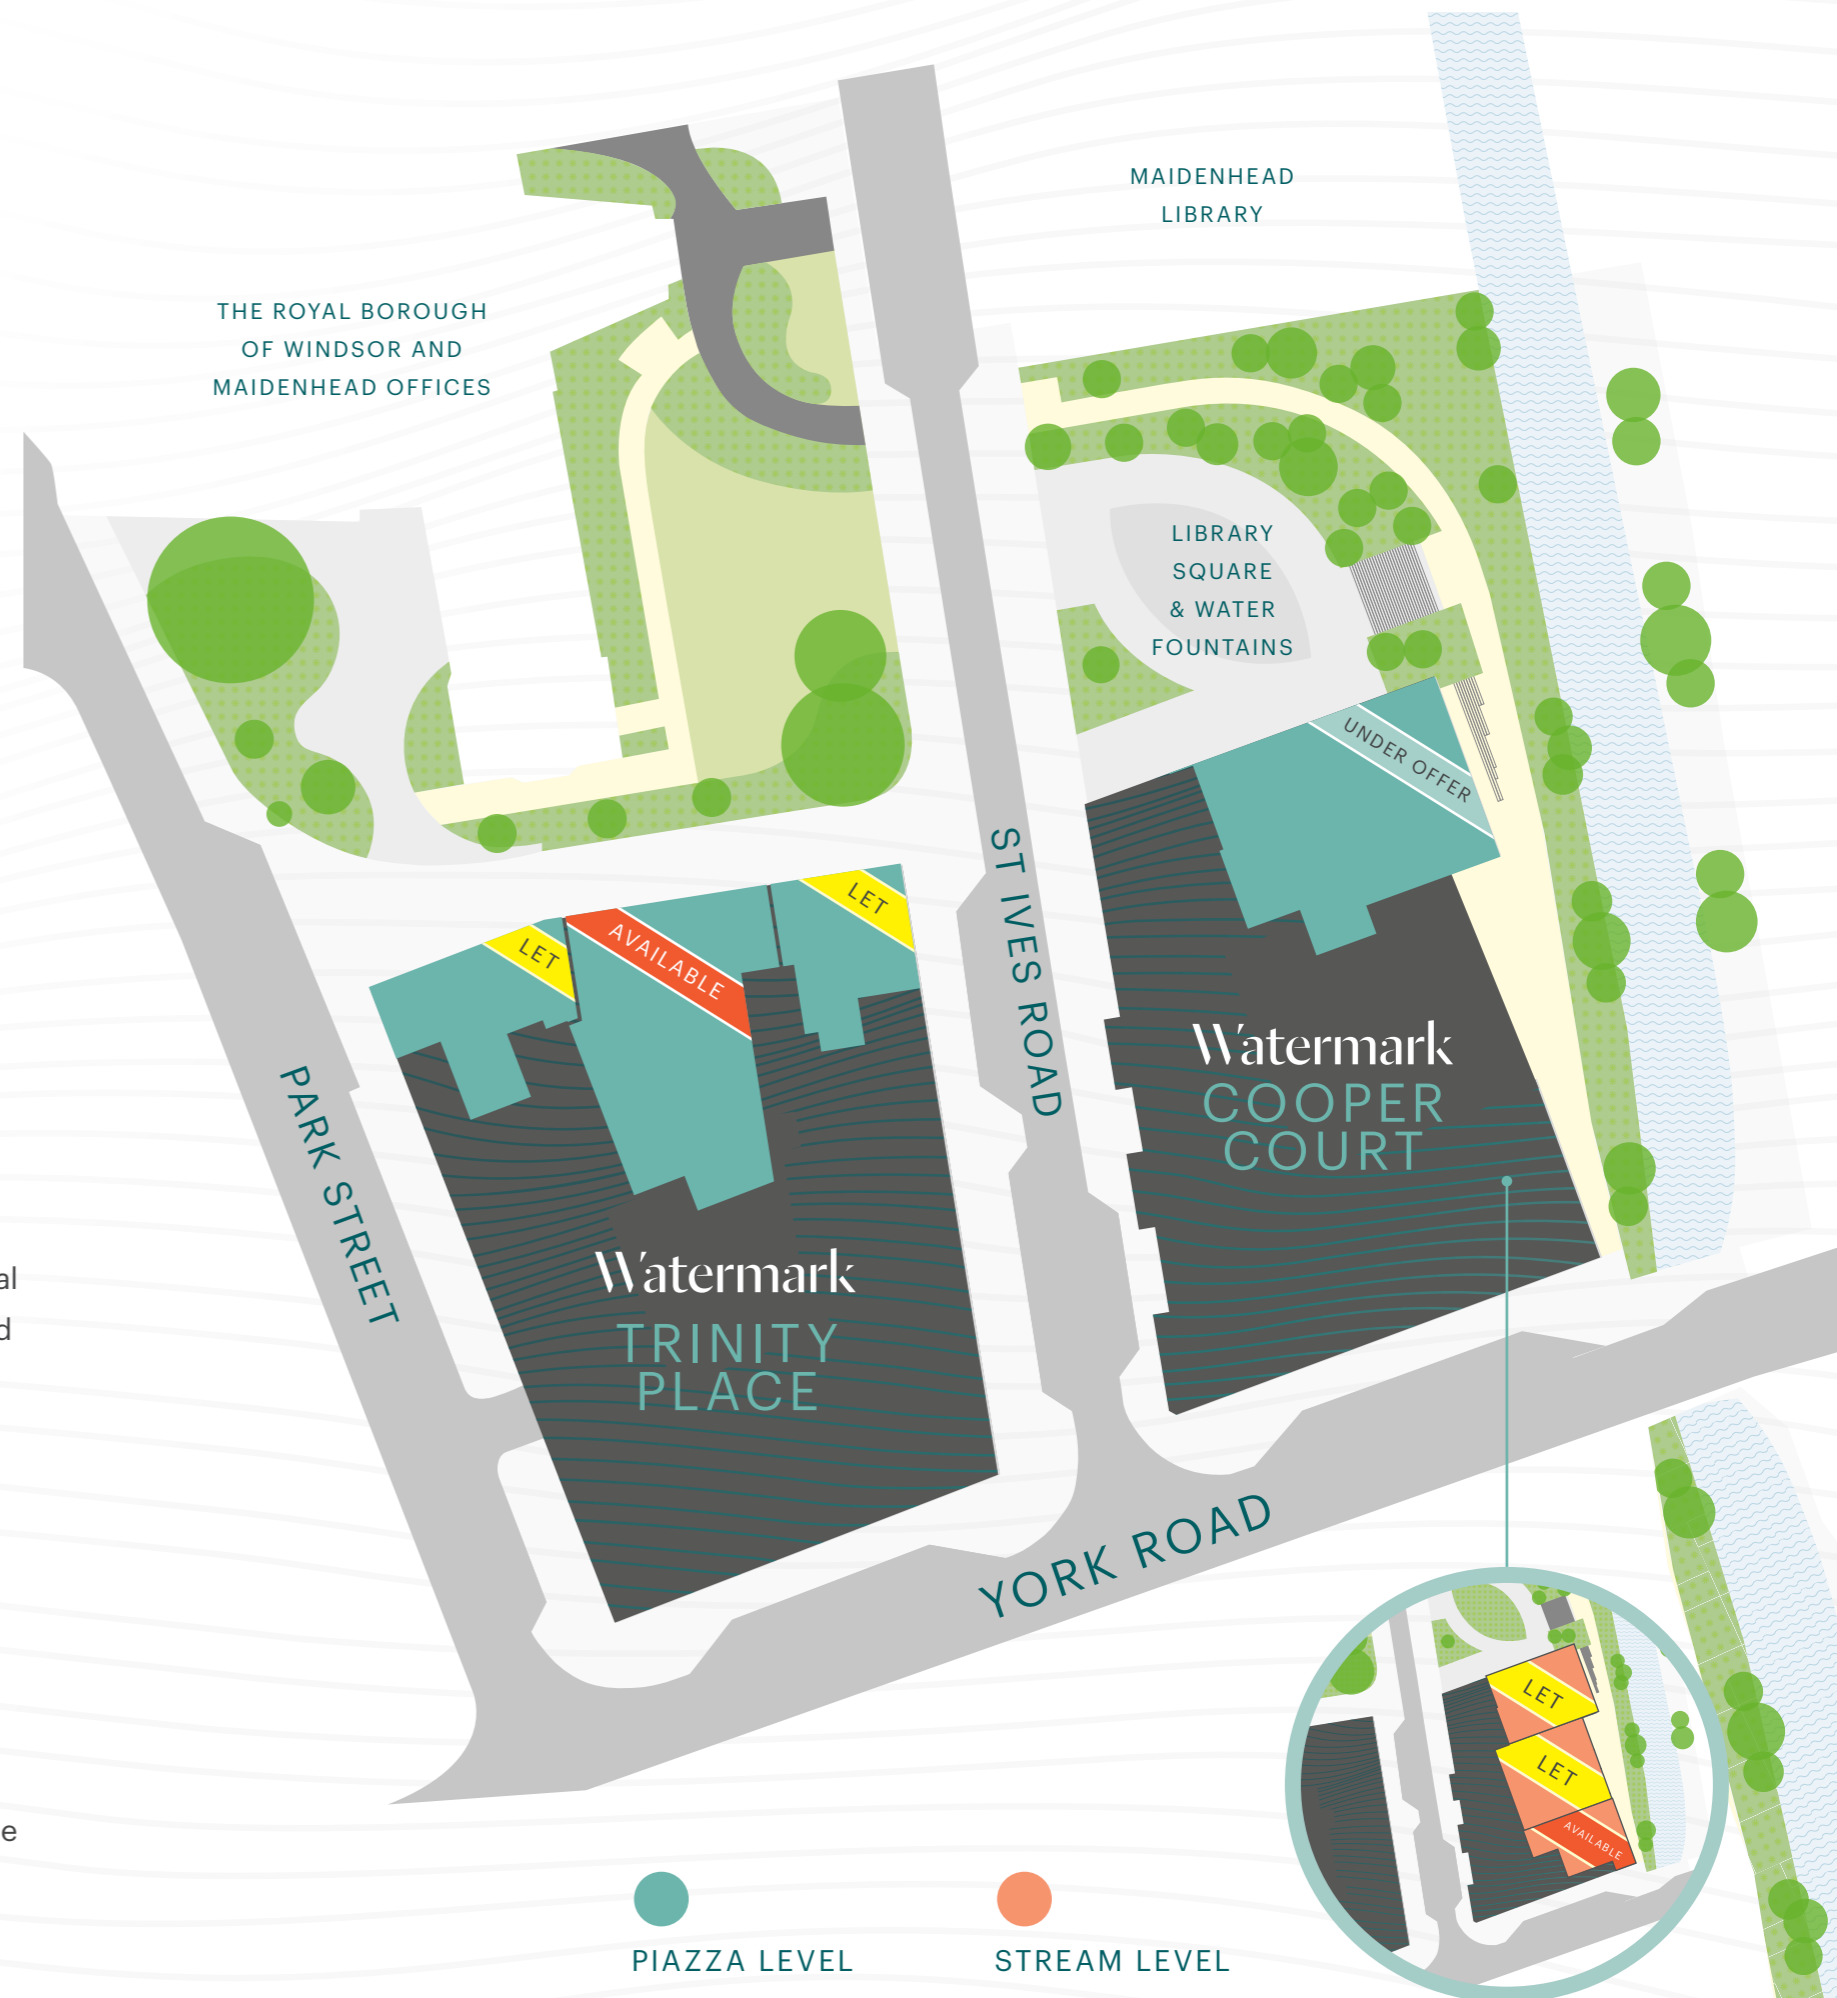 MAIDENHEAD
LIBRARY
THE ROYAL BOROUGH
OF WINDSOR AND
MAIDENHEAD OFFICES
LIBRARY
SQUARE
& WATER
FOUNTAINS
UNDER OFFER
LET
AVAILABLE
LET
ST IVES ROAD
PARK STREET
Watermark
COOPER
COURT
Watermark
TRINITY
PLACE
al
d
YORK ROAD
LET
LET
AVAILABLE
e
PIAZZA LEVEL
STREAM LEVEL